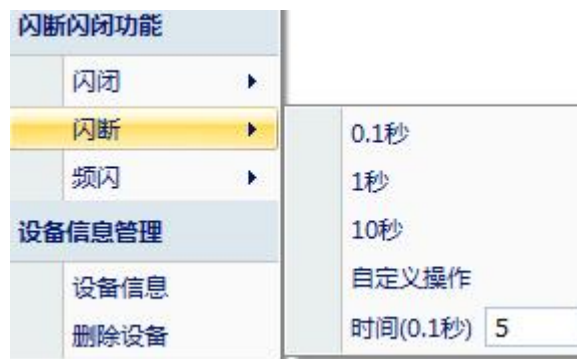 闪断闪闭功能
闪闭
闪断
频闪
设备信息管理
设备信息
删除设备
0.1秒
1秒
10秒
自定义操作
时间(0.1秒) 5